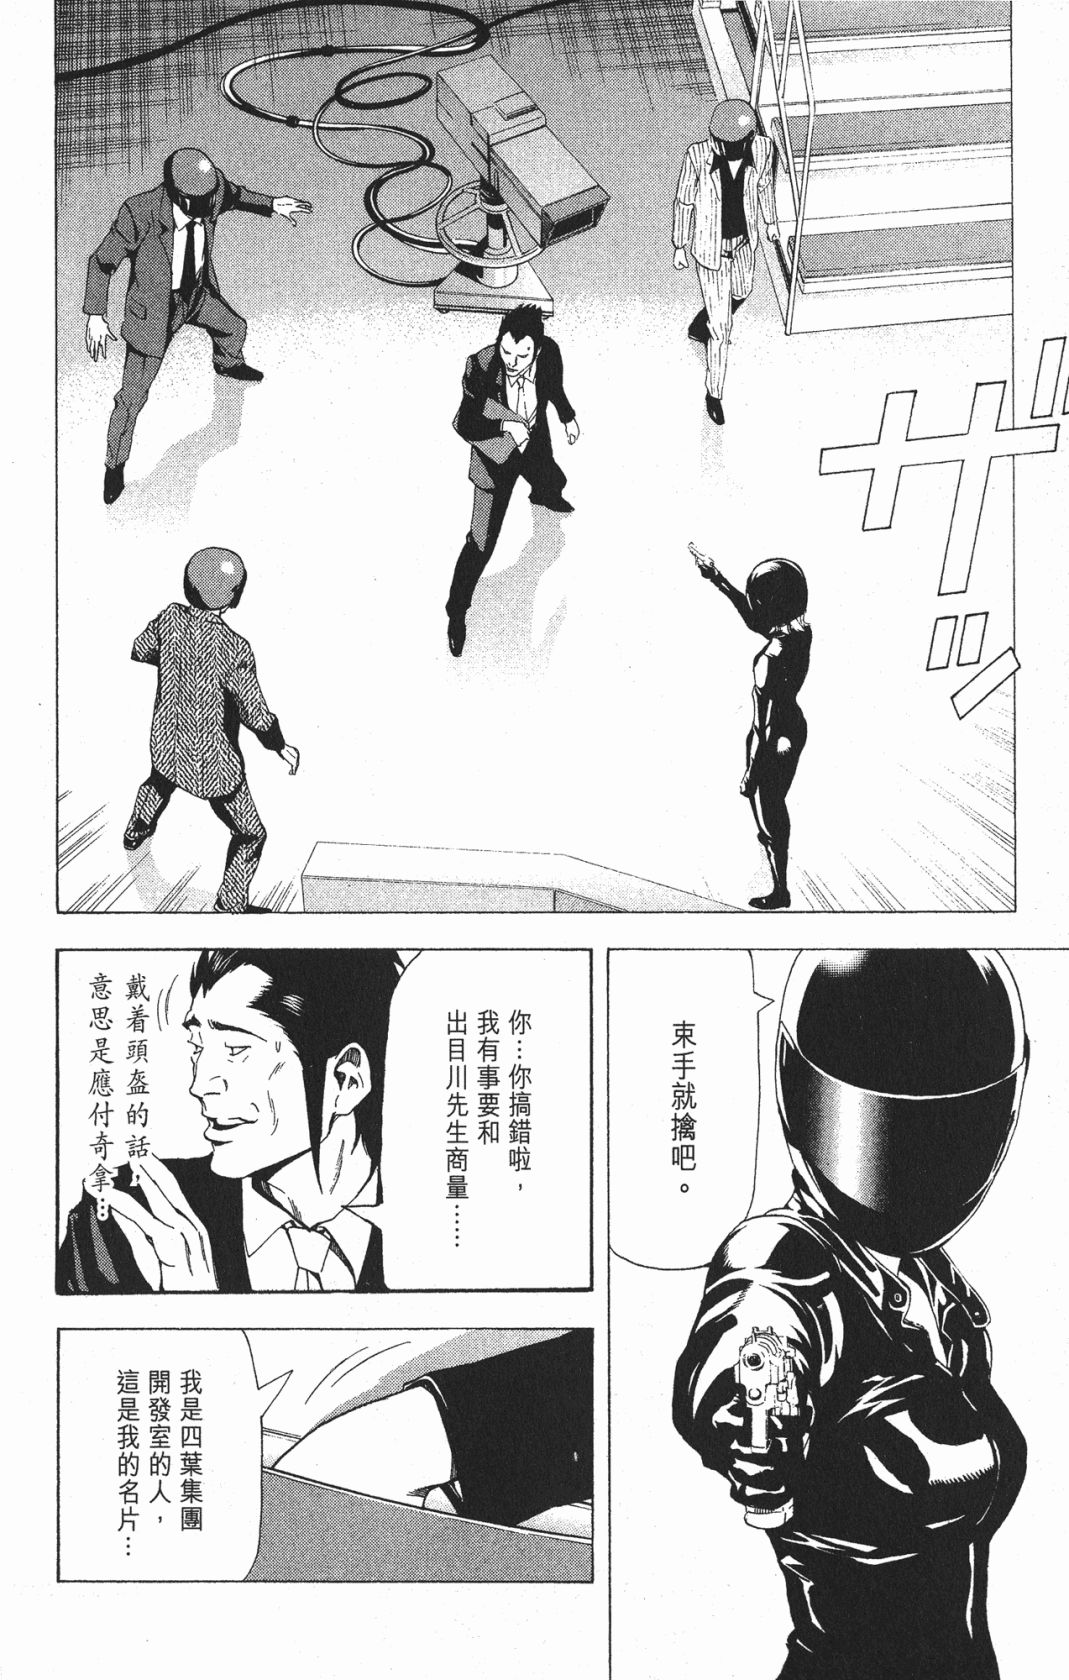 ザザッ
束手就擒吧。
你…你搞錯啦，
我有事要和
出目川先生商量……
戴着頭盔的話，
意思是應付奇拿…
我是四葉集團
開發室的人，
這是我的名片…